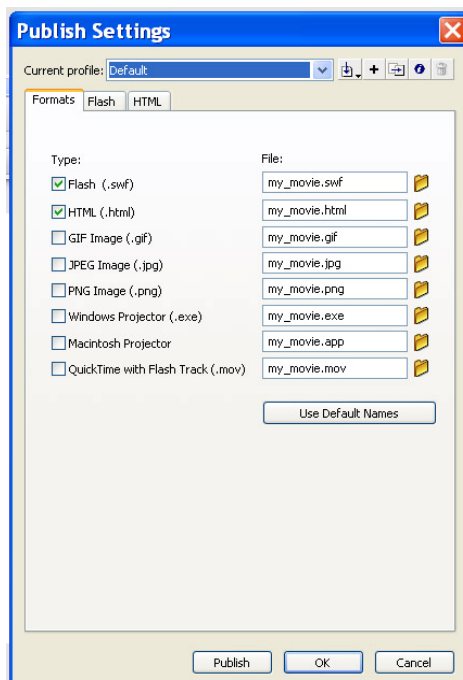 Publish Settings
Current profile: Default
Formats Flash HTML
Type: File:
Flash (.swf) my_movie.swf
HTML (.html) my_movie.html
GIF Image (.gif) my_movie.gif
JPEG Image (.jpg) my_movie.jpg
PNG Image (.png) my_movie.png
Windows Projector (.exe) my_movie.exe
Macintosh Projector my_movie.app
QuickTime with Flash Track (.mov) my_movie.mov
Use Default Names
Publish OK Cancel